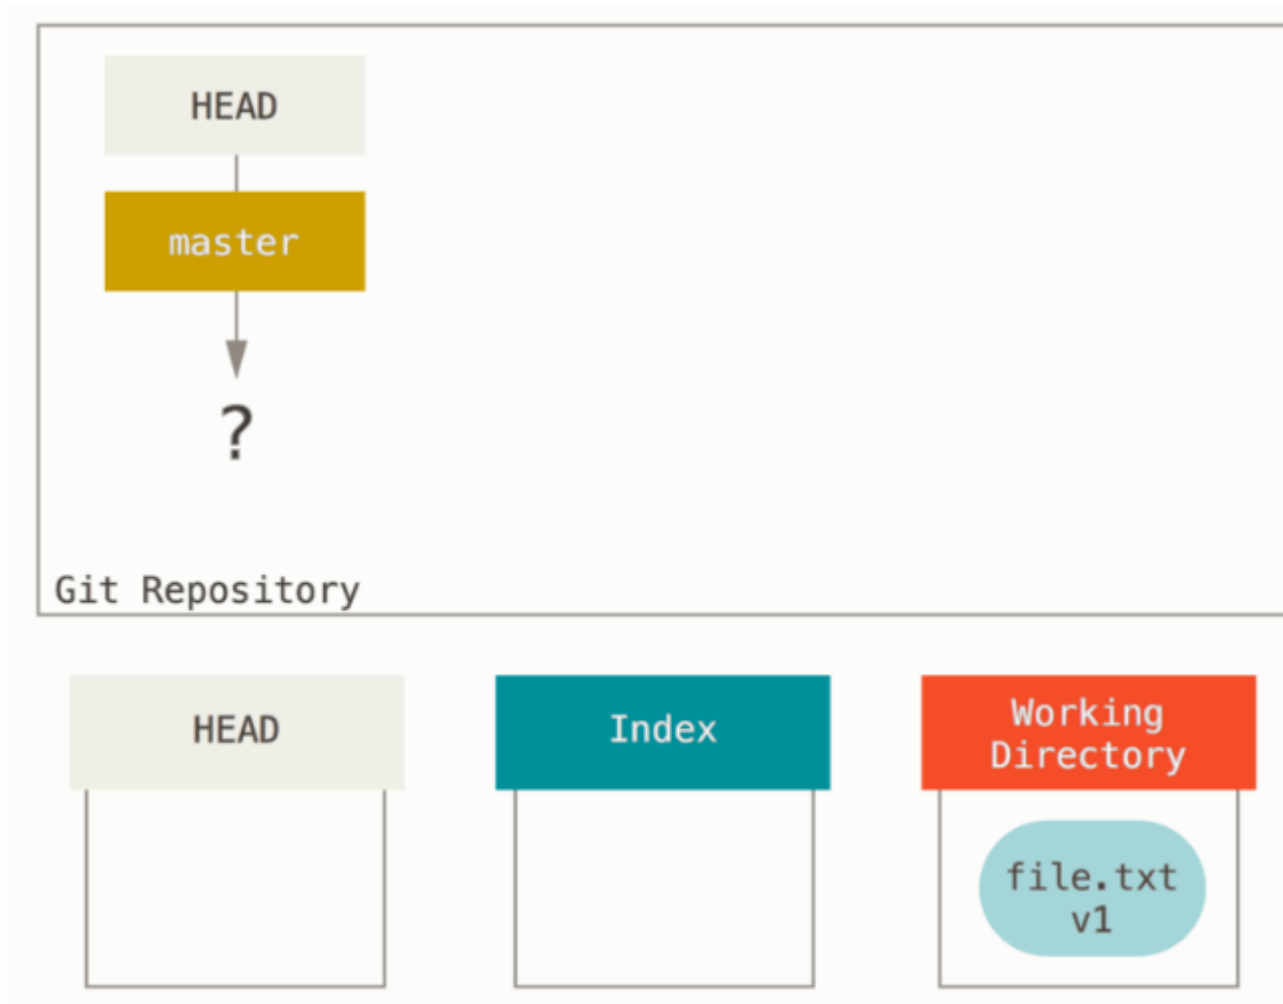 HEAD
master
?
Git Repository
HEAD
Index
Working
Directory
file.txt
v1